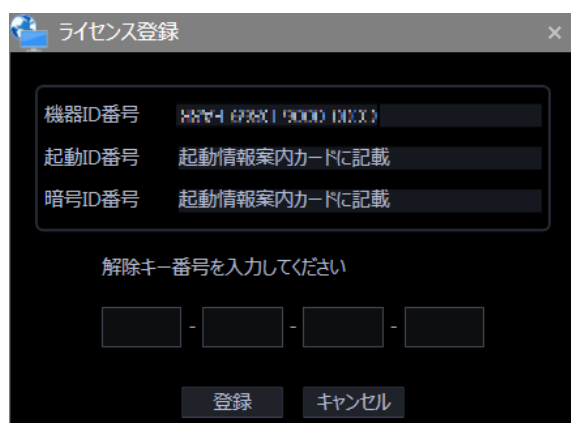 ライセンス登録
機器ID番号
起動ID番号 起動情報案内カードに記載
暗号ID番号 起動情報案内カードに記載
解除キー番号を入力してください
- - -
登録 キャンセル